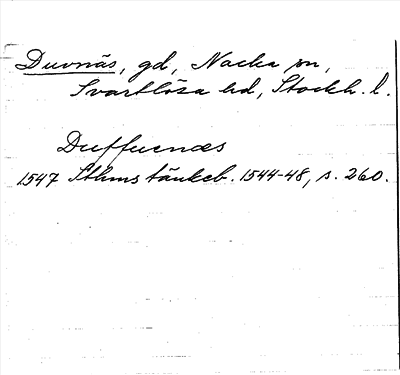 Duvnäs, gd, Nacka sn,
Svartlösa hd, Stockh. l.
Duffuenæs
1547 Sthms tänkeb. 1544-48, s. 260.